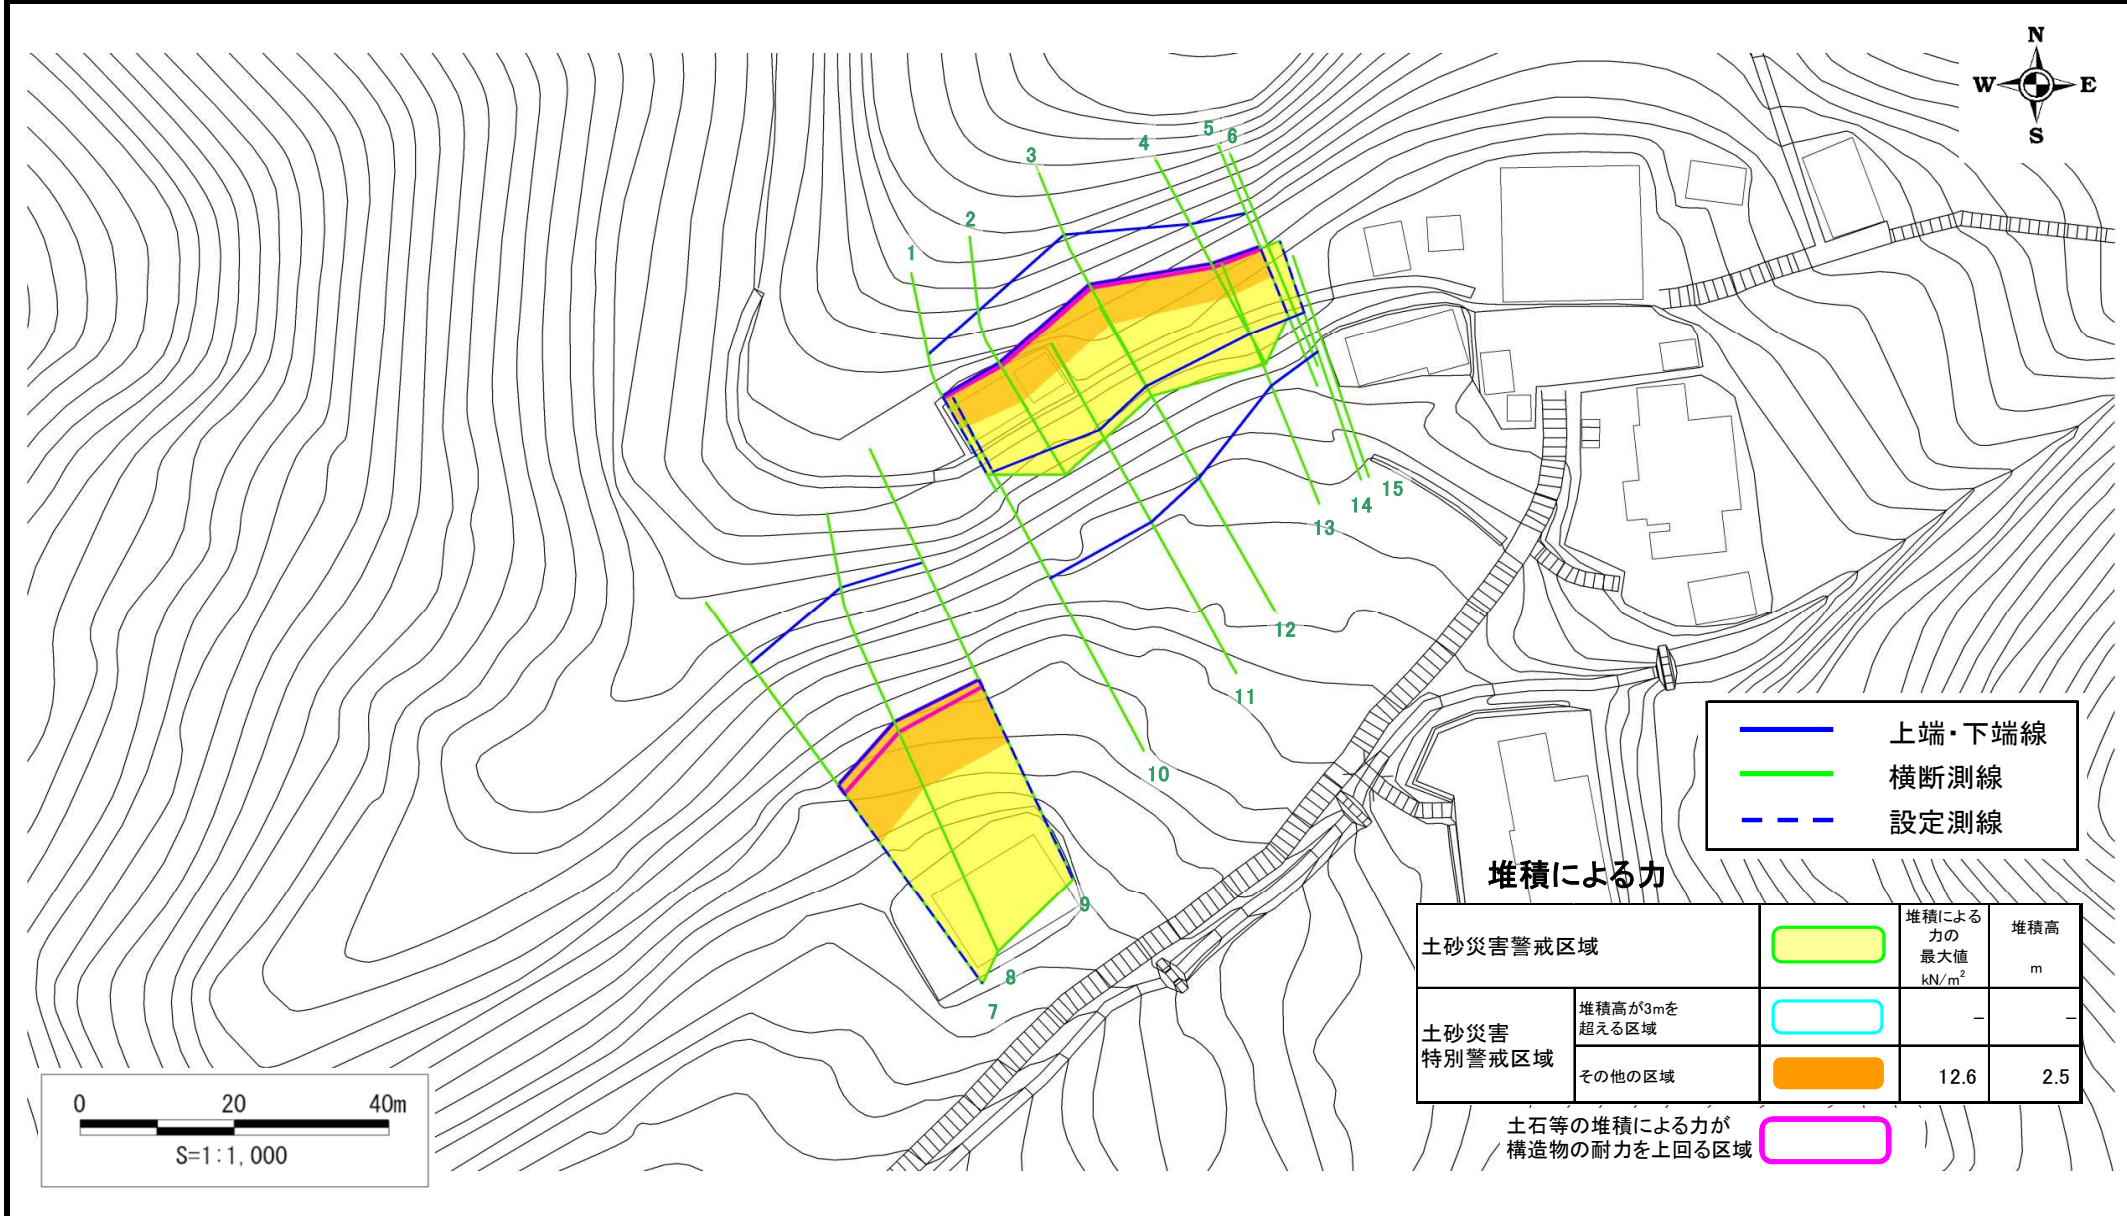 N
W E
S
1
2
3
4
5
6
7
8
9
10
11
12
13
14
15
上端・下端線
横断測線
設定測線
堆積による力
土砂災害警戒区域
堆積による
力の
最大値
kN/m²
堆積高
m
土砂災害
特別警戒区域
堆積高が3mを
超える区域
－ －
その他の区域
12.6 2.5
土石等の堆積による力が
構造物の耐力を上回る区域
0 20 40m
S=1:1,000